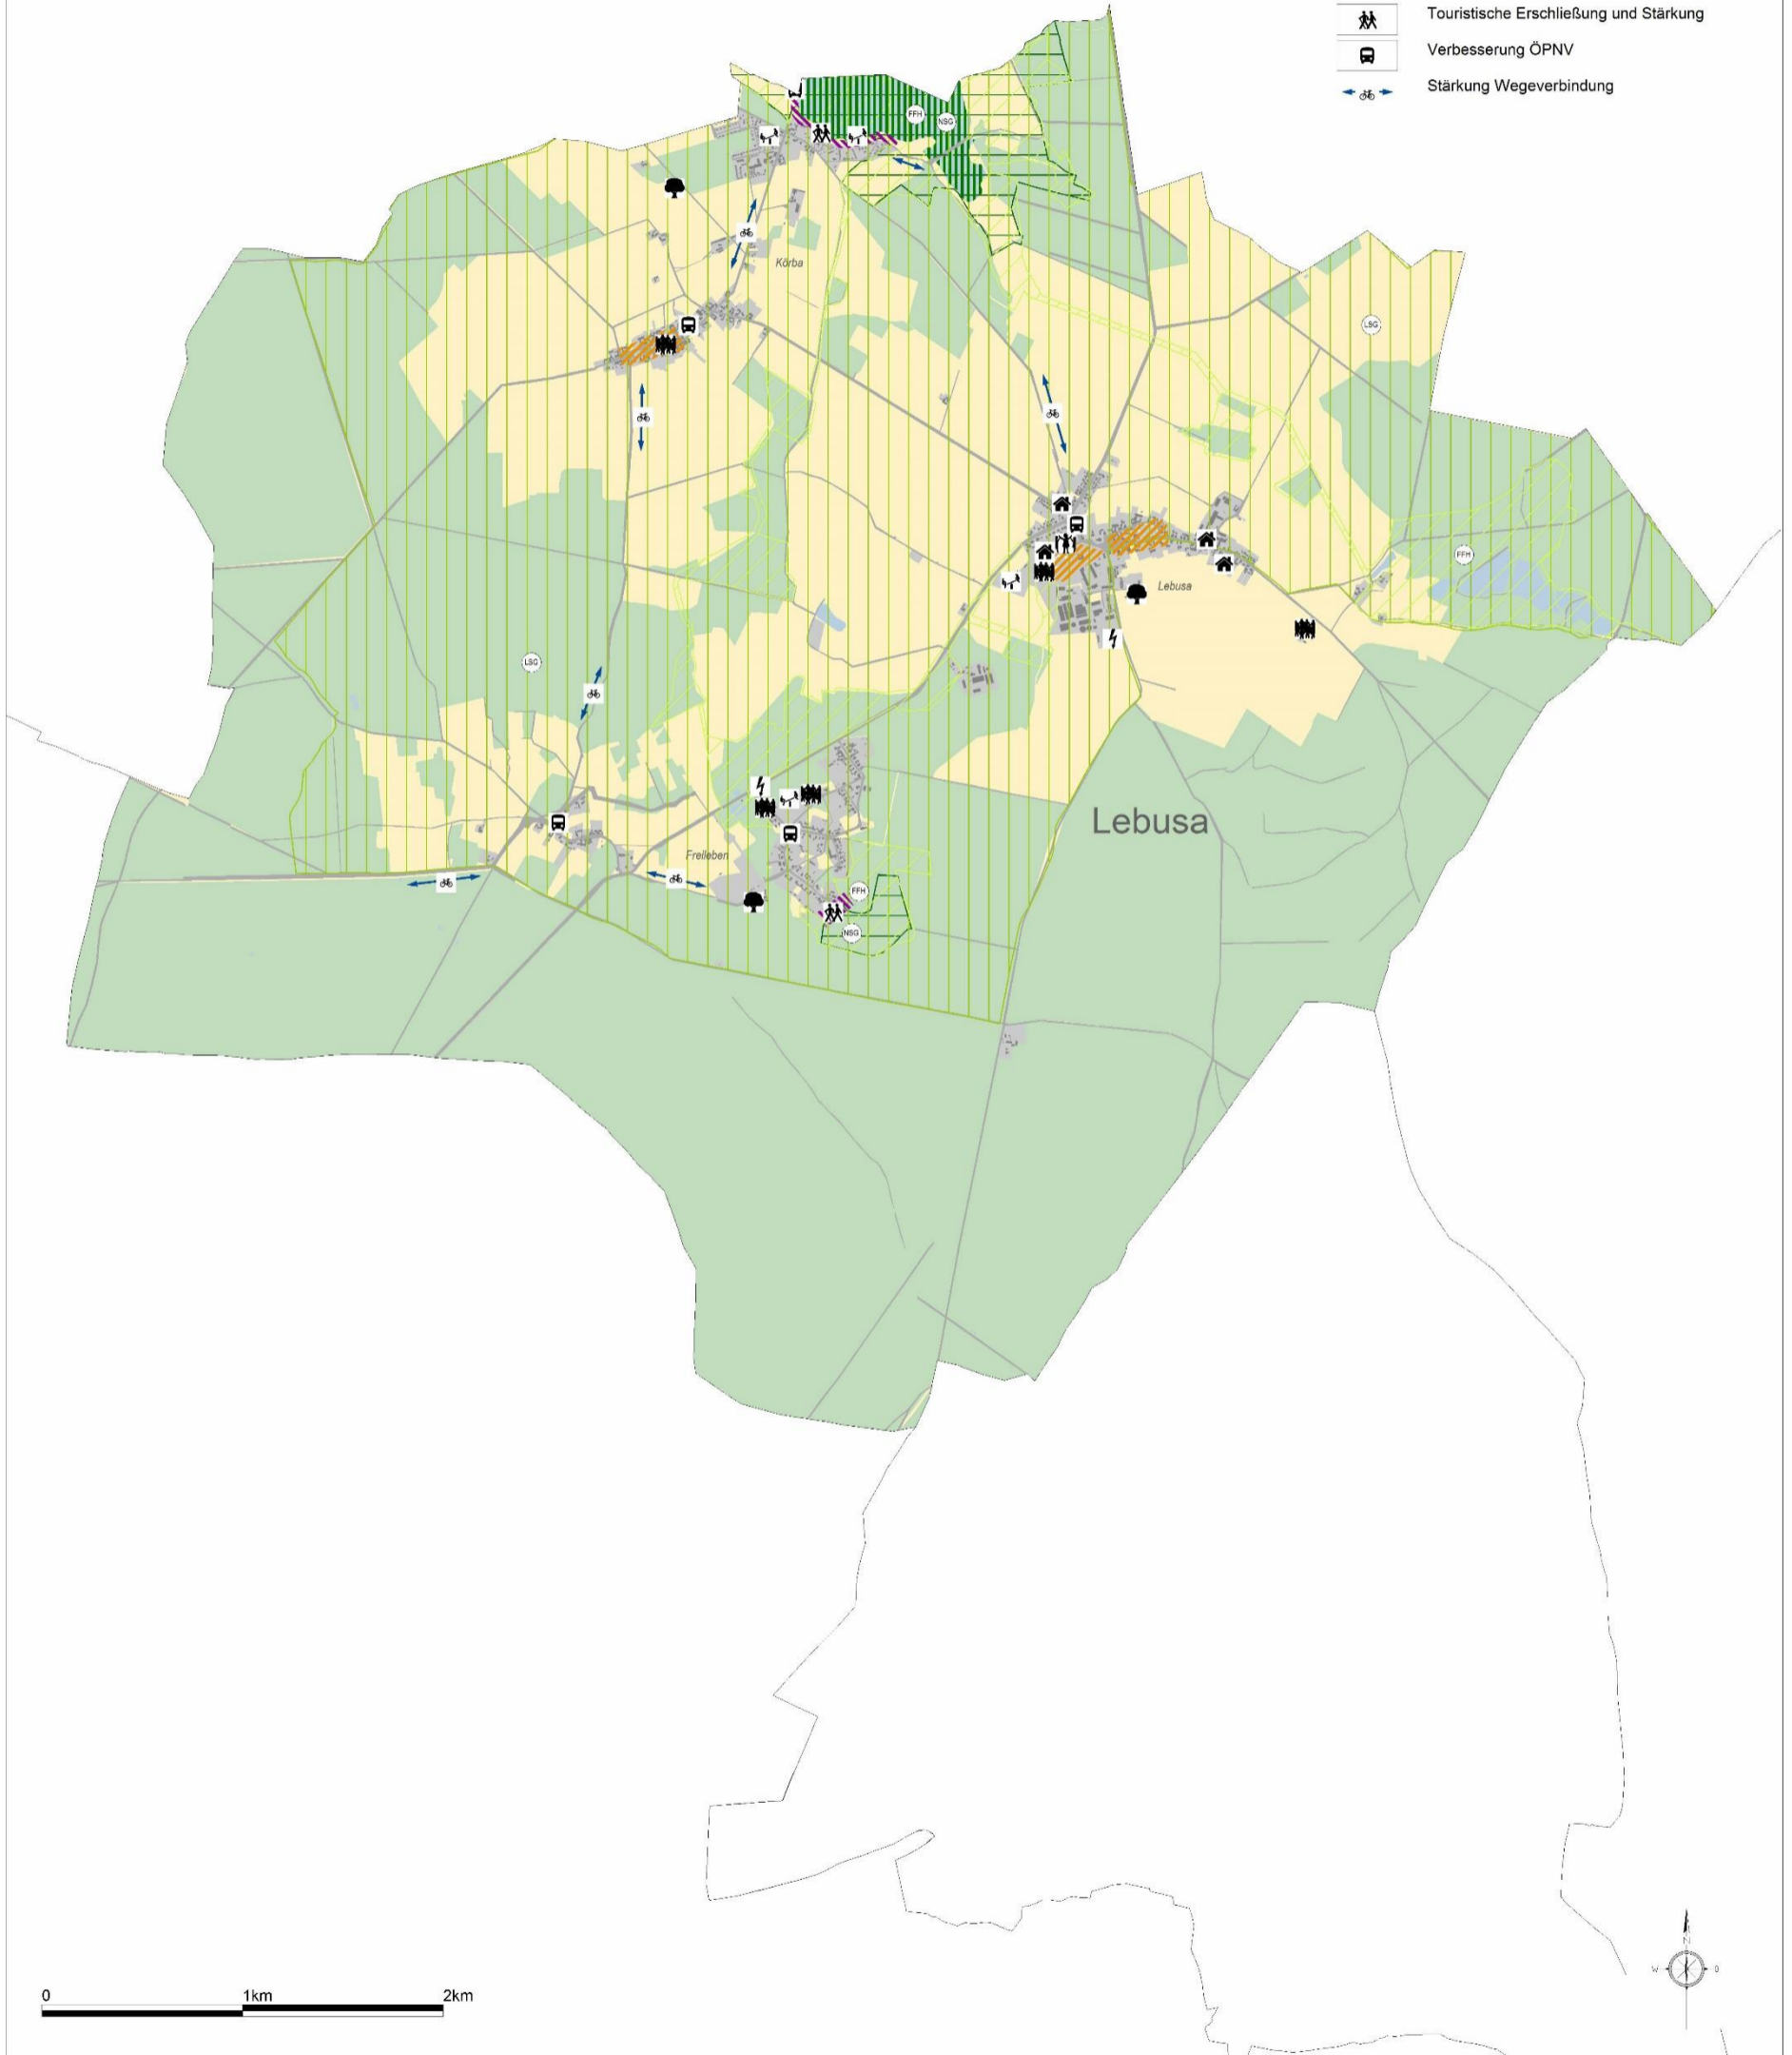 Touristische Erschließung und Stärkung
Verbesserung ÖPNV
Stärkung Wegeverbindung
FFH
NSG
Körba
LSG
FFH
Lebusa
LSG
Lebusa
Freileben
FFH
NSG
N
W
O
0 1km 2km